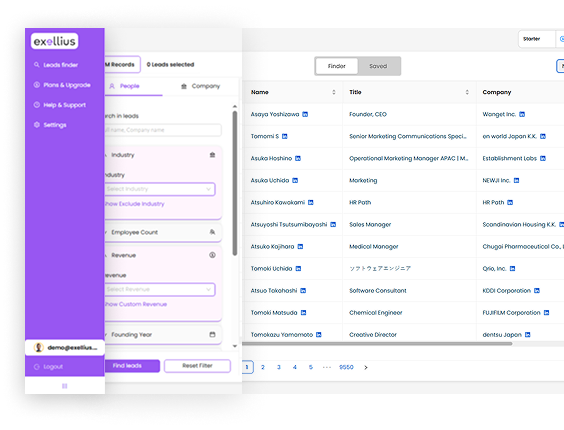 exellius
Leads finder
Plans & Upgrade
Help & Support
Settings
demo@exellius....
Logout
M Records
0 Leads selected
People
Company
rch in leads
name, Company name
Industry
ndustry
Select Industry
how Exclude Industry
Employee Count
Revenue
evenue
Select Revenue
how Custom Revenue
Founding Year
Find leads
Reset Filter
Starter
Finder
Saved
Name Title Company
Asaya Yoshizawa Founder, CEO Wanget Inc.
Tomomi S Senior Marketing Communications Speci... on world Japan K.K.
Asuka Hoshino Operational Marketing Manager APAC | M... Establishment Labs
Asuka Uchida Marketing NEWJI Inc.
Atsuhiro Kawakami HR Path HR Path
Atsuyoshi Tsutsumibayashi Sales Manager Scandinavian Housing K.K.
Atsuko Kajihara Medical Manager Chugai Pharmaceutical Co.,
Tomoki Uchida ソフトウェアエンジニア Qrio, Inc.
Atsuo Takahashi Software Consultant KDDI Corporation
Tomoki Matsuda Chemical Engineer FUJIFILM Corporation
Tomokazu Yamamoto Creative Director dentsu Japan
1 2 3 4 5 ••• 9550 >